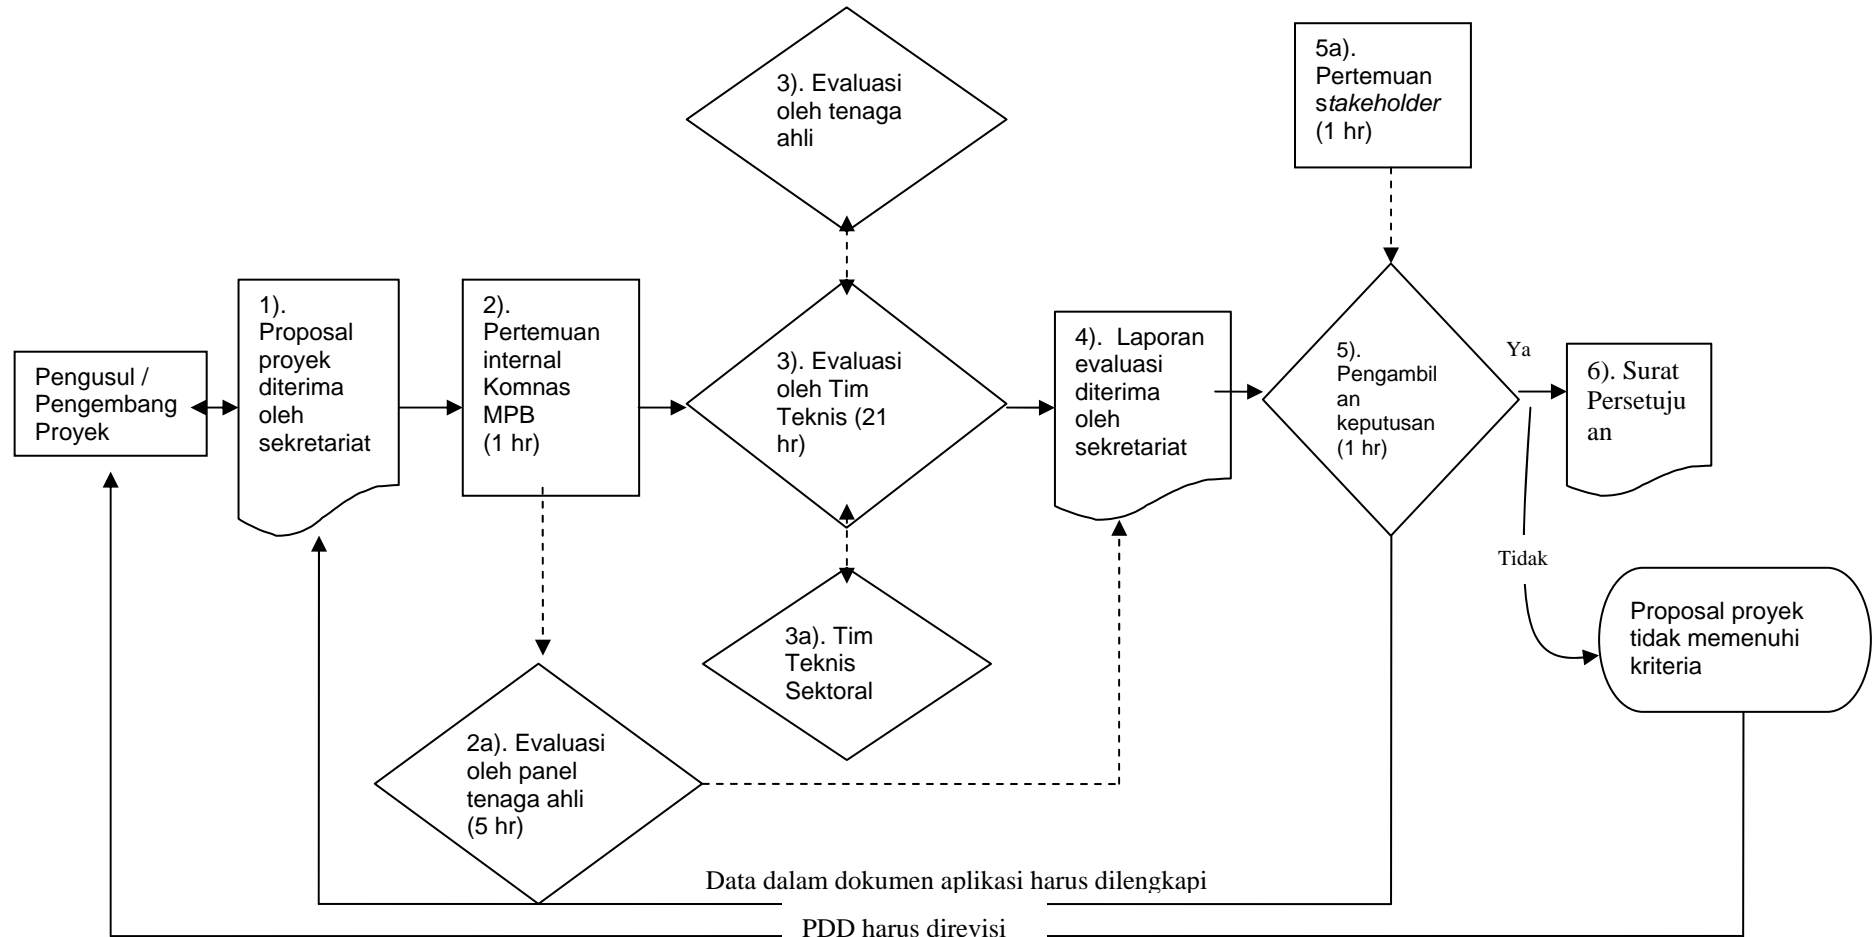 3). Evaluasi
oleh tenaga
ahli
5a).
Pertemuan
stakeholder
(1 hr)
Pengusul /
Pengembang
Proyek
1).
Proposal
proyek
diterima
oleh
sekretariat
2).
Pertemuan
internal
Komnas
MPB
(1 hr)
3). Evaluasi
oleh Tim
Teknis (21
hr)
4). Laporan
evaluasi
diterima
oleh
sekretariat
5).
Pengambil
an
keputusan
(1 hr)
Ya
6). Surat
Persetuju
an
Tidak
Proposal proyek
tidak memenuhi
kriteria
3a). Tim
Teknis
Sektoral
2a). Evaluasi
oleh panel
tenaga ahli
(5 hr)
Data dalam dokumen aplikasi harus dilengkapi
PDD harus direvisi